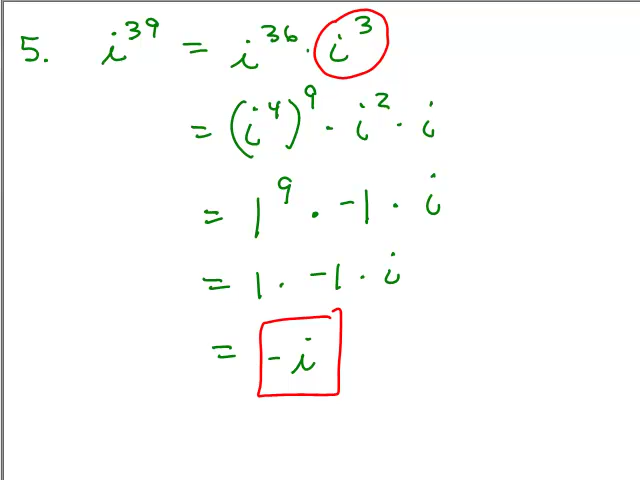 5. i^39 = i^36 · i^3
= (i^4)^9 · i^2 · i
= 1^9 · -1 · i
= 1 · -1 · i
= -i